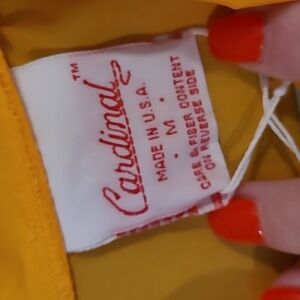 Cardinal™
MADE IN U.S.A.
• M •
CARE & FIBER CONTENT
ON REVERSE SIDE